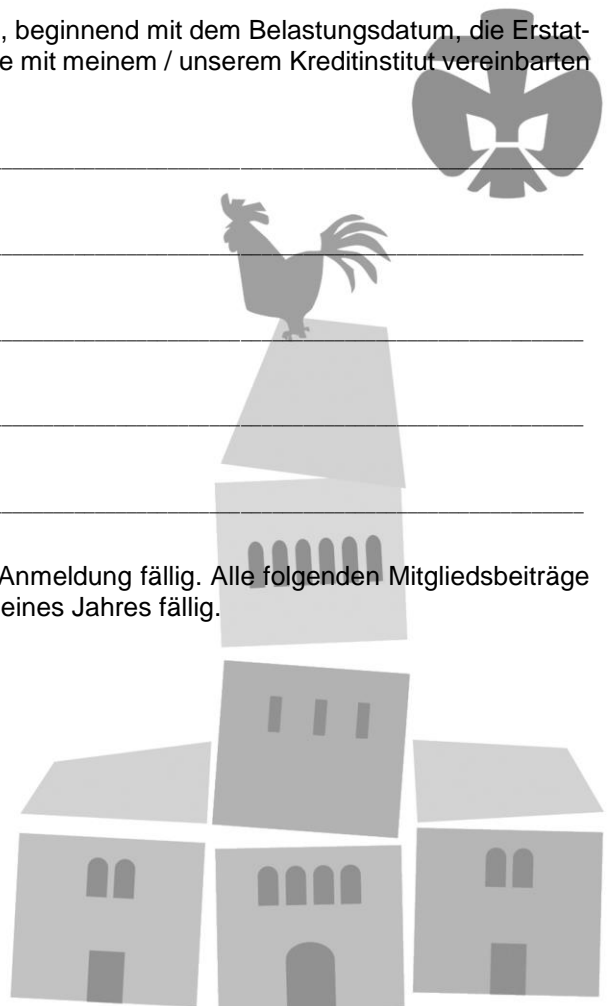 , beginnend mit dem Belastungsdatum, die Erstat-
e mit meinem / unserem Kreditinstitut vereinbarten
Anmeldung fällig. Alle folgenden Mitgliedsbeiträge
eines Jahres fällig.